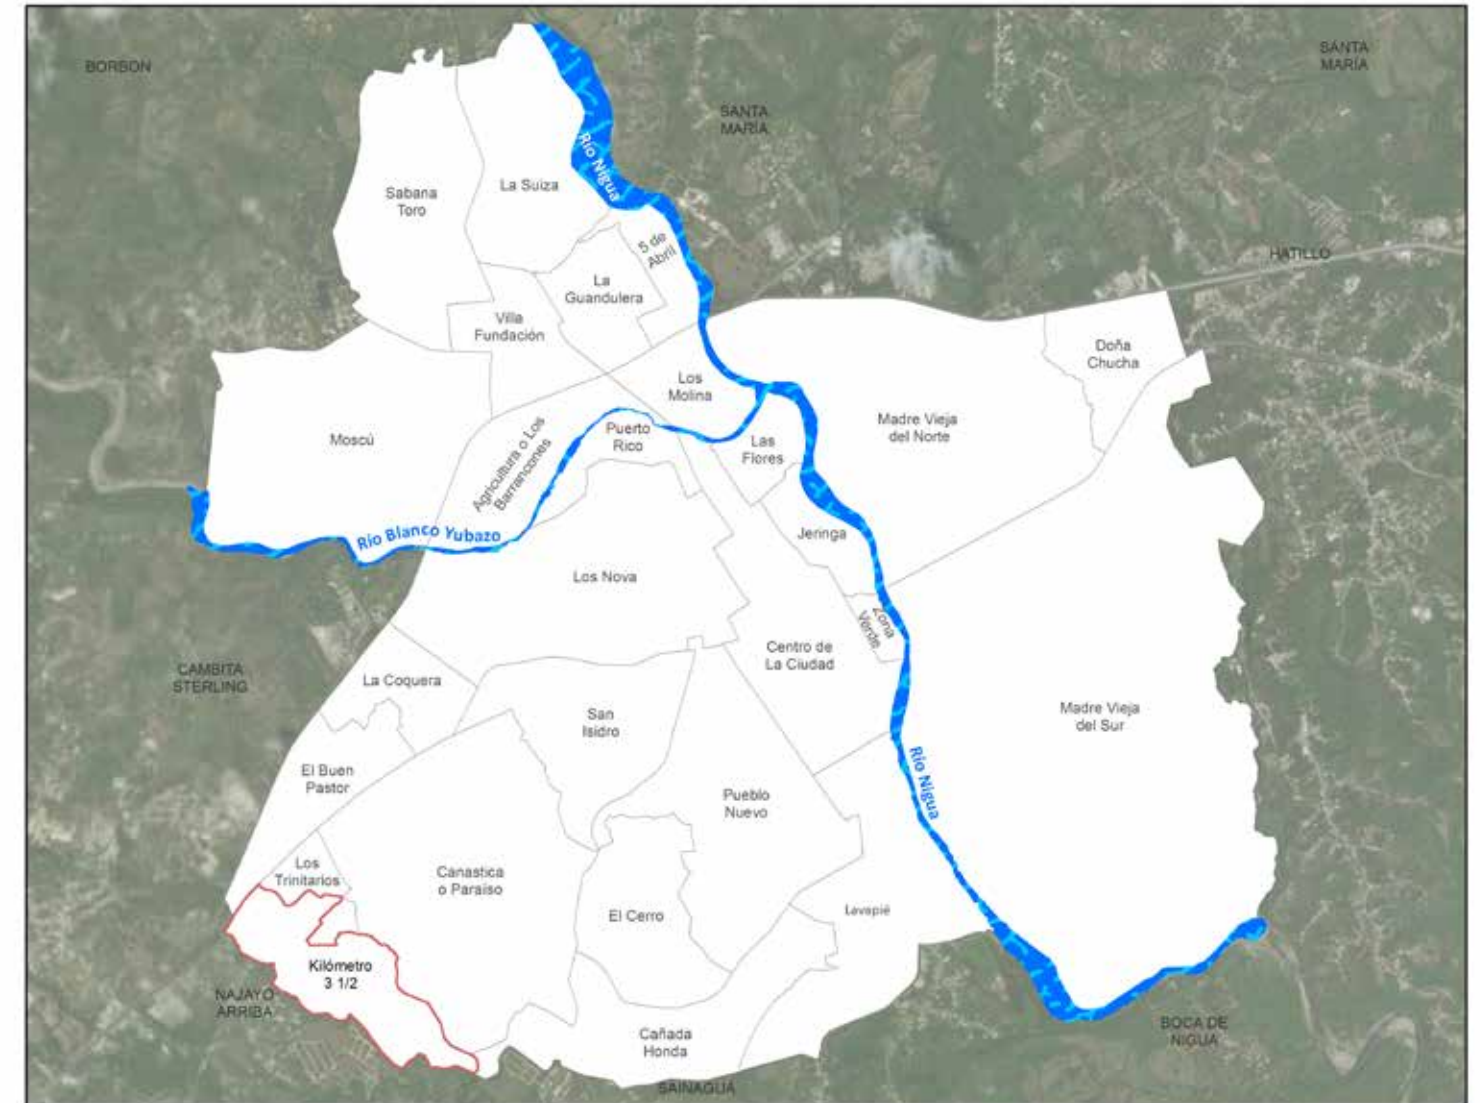 BORBON
SANTA
MARÍA
SANTA
MARÍA
Río Nigua
Sabana
Toro
La Suiza
5 de
Abril
HATILLO
La
Guandulera
Villa
Fundación
Doña
Chucha
Los
Molina
Madre Vieja
del Norte
Moscú
Agricultura o Los
Barrancones
Puerto
Rico
Las
Flores
Río Blanco Yubazo
Jeringa
Los Nova
Zona
Verde
Centro de
La Ciudad
CAMBITA
STERLING
La Coquera
San
Isidro
Madre Vieja
del Sur
El Buen
Pastor
Pueblo
Nuevo
Río Nigua
Los
Trinitarios
Canastica
o Paraiso
El Cerro
Lavapié
Kilómetro
3 1/2
NAJAYO
ARRIBA
Cañada
Honda
BOCA DE
NIGUA
SAINAGUÁ